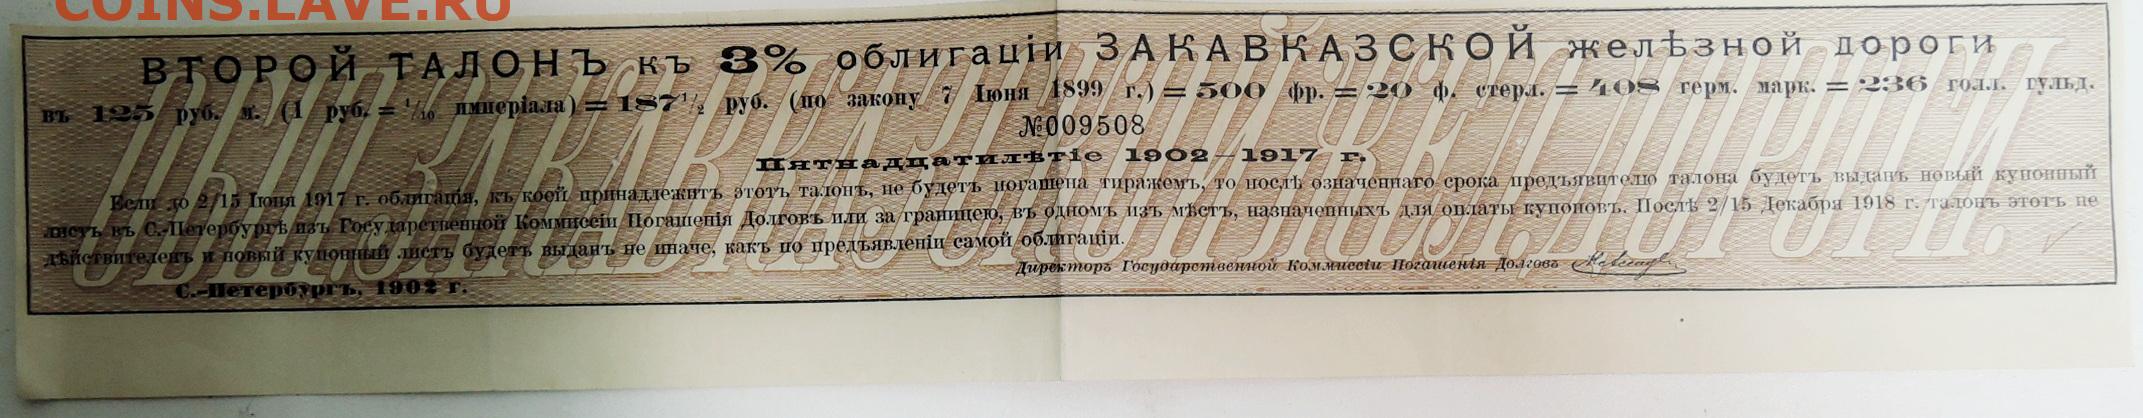 COINS.LAVE.RU
ВТОРОЙ ТАЛОНЪ къ 3% облигаціи ЗАКАВКАЗСКОЙ желѣзной дороги
въ 125 руб. м. (1 руб. = 1/10 имперіала) = 187 1/2 руб. (по закону 7 Іюня 1899 г.) = 500 фр. = 20 ф. стерл. = 408 герм. марк. = 236 голл. гульд.
№009508
Пятнадцатилѣтіе 1902—1917 г.
Если до 2/15 Іюня 1917 г. облигація, къ коей принадлежитъ этотъ талонъ, не будетъ погашена тиражемъ, то послѣ означеннаго срока предъявителю талона будетъ выданъ новый купонный
листъ въ С.-Петербургѣ изъ Государственной Коммиссіи Погашенія Долговъ или за границею, въ одномъ изъ мѣстъ, назначенныхъ для оплаты купоновъ. Послѣ 2/15 Декабря 1918 г. талонъ этотъ не
дѣйствителенъ и новый купонный листъ будетъ выданъ не иначе, какъ по предъявленіи самой облигаціи.
Директоръ Государственной Коммиссіи Погашенія Долговъ
С.-Петербургъ, 1902 г.
ОБЩ. ЗАКАВКАЗСКОЙ ЖЕЛ. ДОРОГИ.